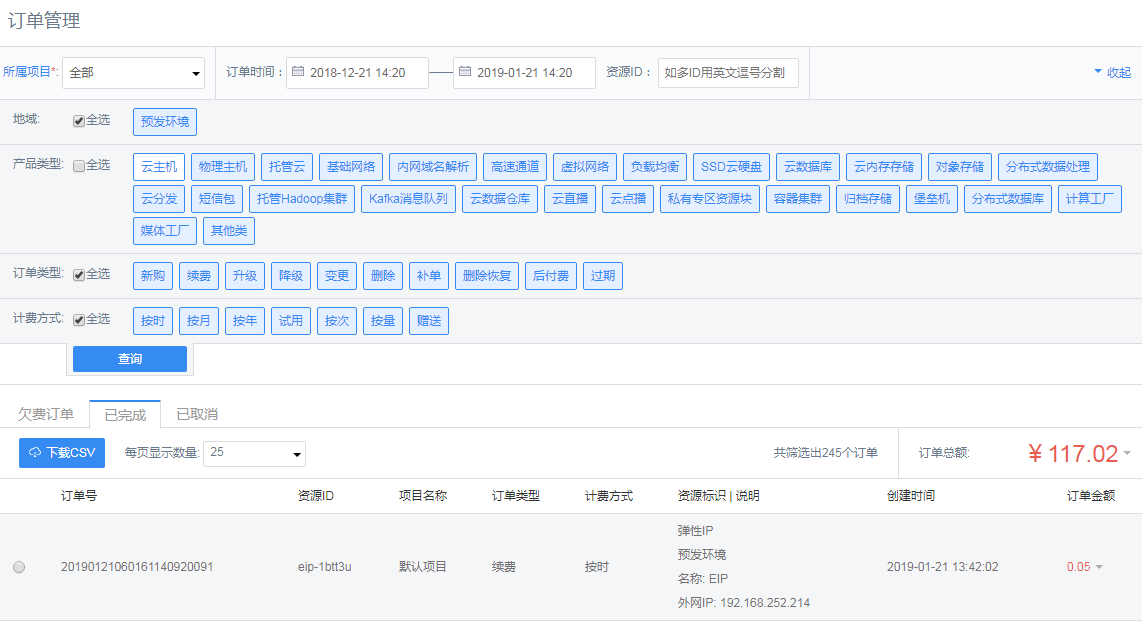 订单管理
所属项目*: 全部 订单时间： 2018-12-21 14:20 —— 2019-01-21 14:20 资源ID： 如多ID用英文逗号分割 收起
地域: 全选 预发环境
产品类型: 全选 云主机 物理主机 托管云 基础网络 内网域名解析 高速通道 虚拟网络 负载均衡 SSD云硬盘 云数据库 云内存存储 对象存储 分布式数据处理
云分发 短信包 托管Hadoop集群 Kafka消息队列 云数据仓库 云直播 云点播 私有专区资源块 容器集群 归档存储 堡垒机 分布式数据库 计算工厂
媒体工厂 其他类
订单类型: 全选 新购 续费 升级 降级 变更 删除 补单 删除恢复 后付费 过期
计费方式: 全选 按时 按月 按年 试用 按次 按量 赠送
查询
欠费订单 已完成 已取消
下载CSV 每页显示数量: 25 共筛选出245个订单 订单总额: ¥ 117.02
订单号 资源ID 项目名称 订单类型 计费方式 资源标识 | 说明 创建时间 订单金额
弹性IP
预发环境
20190121060161140920091 eip-1btt3u 默认项目 续费 按时 2019-01-21 13:42:02 0.05
名称: EIP
外网IP: 192.168.252.214